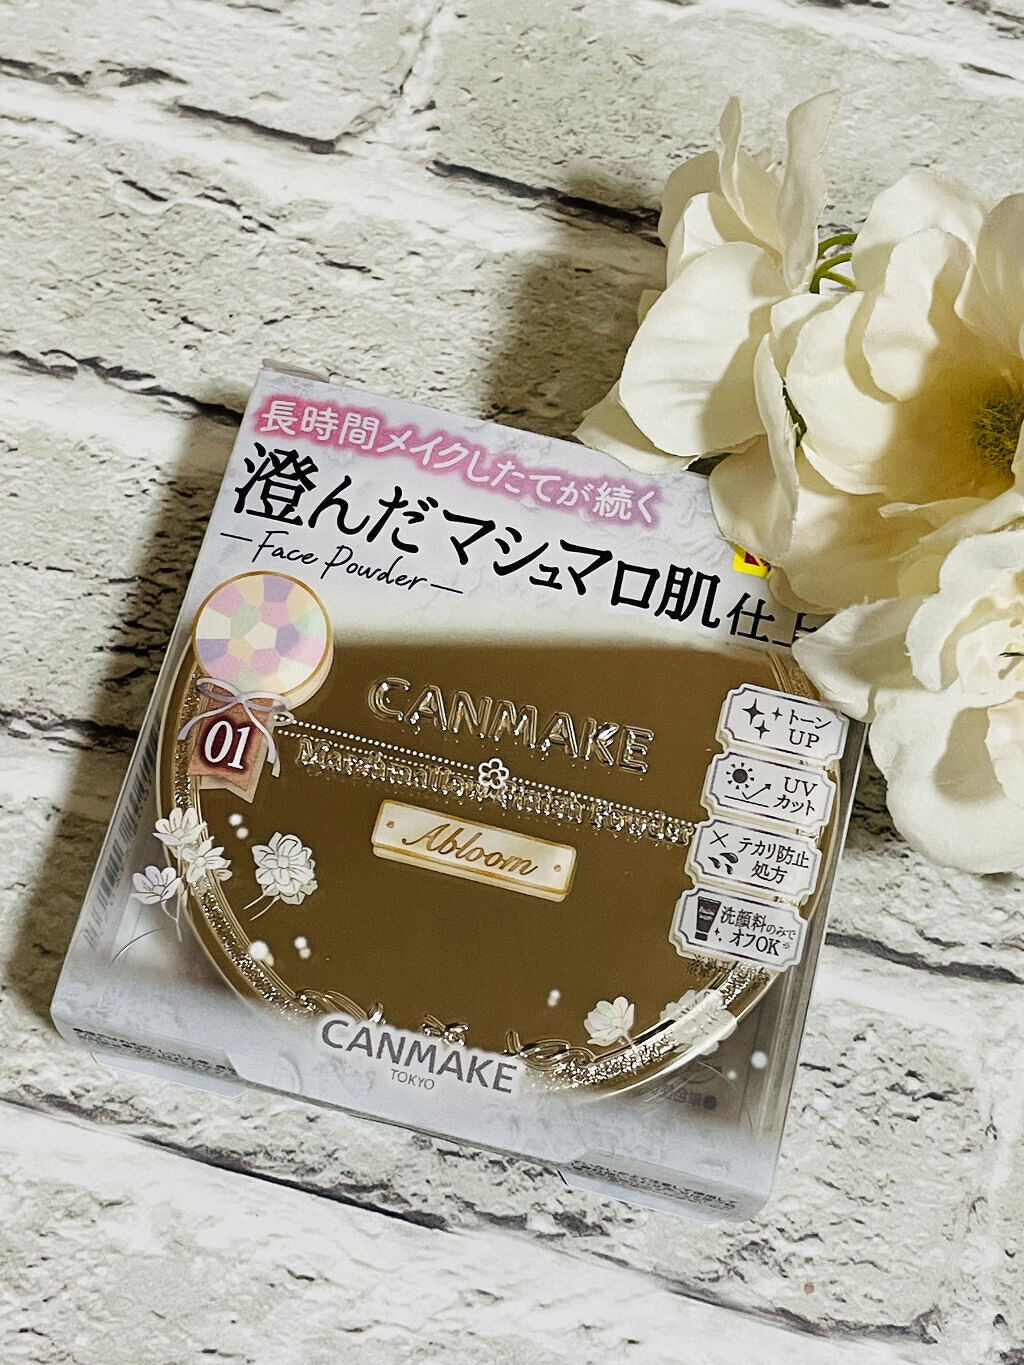 長時間メイクしたてが続く
澄んだマシュマロ肌仕上
Face Powder
01
CANMAKE
Marshmallow Finish Powder
Abloom
トーン
UP
UV
カット
テカリ防止
処方
洗顔料のみで
オフOK
CANMAKE
TOKYO